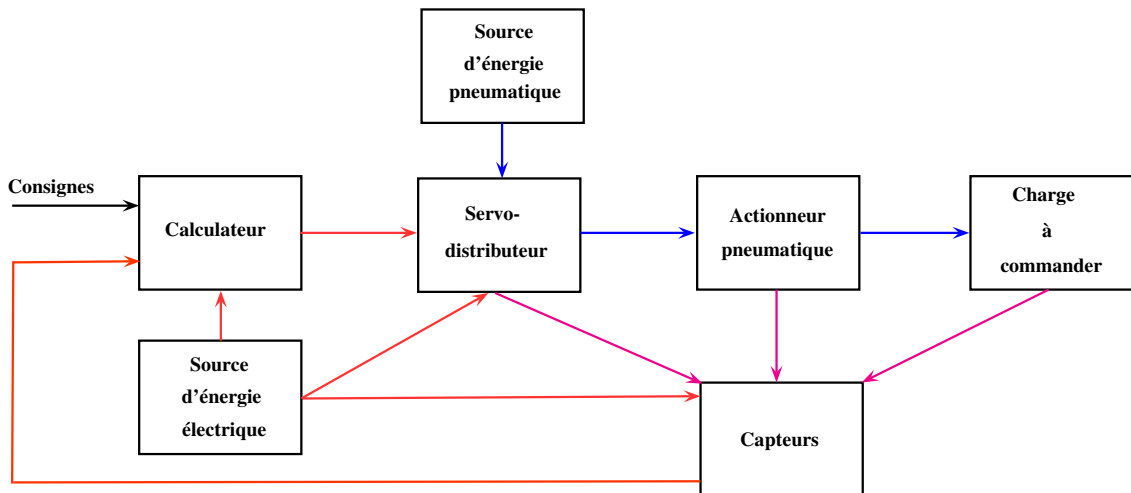 Source
d'énergie
pneumatique
Consignes
Calculateur
Servo-
distributeur
Actionneur
pneumatique
Charge
à
commander
Source
d'énergie
électrique
Capteurs